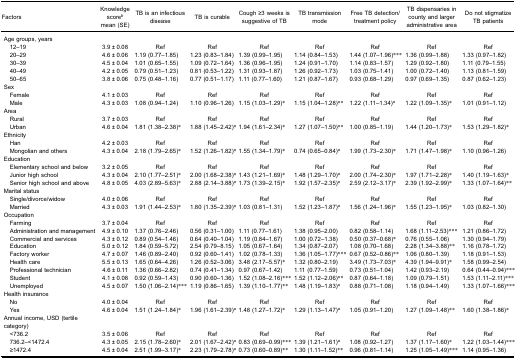 Factors Knowledge score§ mean (SE) TB is an infectious disease TB is curable Cough ≥3 weeks is suggestive of TB TB transmission mode Free TB detection/ treatment policy TB dispensaries in county and larger administrative area Do not stigmatize TB patients
Age groups, years
12–19 3.9 ± 0.08 Ref Ref Ref Ref Ref Ref Ref
20–29 4.6 ± 0.06 1.19 (0.77–1.85) 1.23 (0.83–1.84) 1.39 (0.99–1.95) 1.14 (0.84–1.53) 1.44 (1.07–1.96)*** 1.36 (0.99–1.88) 1.33 (0.97–1.82)
30–39 4.5 ± 0.04 1.01 (0.65–1.55) 1.09 (0.72–1.64) 1.36 (0.96–1.95) 1.24 (0.91–1.70) 1.14 (0.83–1.57) 1.29 (0.92–1.80) 1.11 (0.79–1.55)
40–49 4.2 ± 0.05 0.79 (0.51–1.23) 0.81 (0.53–1.22) 1.31 (0.93–1.87) 1.26 (0.92–1.73) 1.03 (0.75–1.41) 1.00 (0.72–1.40) 1.13 (0.81–1.59)
50–65 3.8 ± 0.06 0.75 (0.48–1.16) 0.77 (0.51–1.17) 1.11 (0.77–1.60) 1.21 (0.87–1.67) 0.93 (0.68–1.29) 0.97 (0.69–1.35) 0.87 (0.62–1.23)
Sex
Female 4.1 ± 0.03 Ref Ref Ref Ref Ref Ref Ref
Male 4.3 ± 0.03 1.08 (0.94–1.24) 1.10 (0.96–1.26) 1.15 (1.03–1.29)* 1.15 (1.04–1.28)** 1.22 (1.11–1.34)* 1.22 (1.09–1.35)* 1.01 (0.91–1.12)
Area
Rural 3.7 ± 0.03 Ref Ref Ref Ref Ref Ref Ref
Urban 4.6 ± 0.04 1.81 (1.38–2.38)* 1.88 (1.45–2.42)* 1.94 (1.61–2.34)* 1.27 (1.07–1.50)** 1.00 (0.85–1.19) 1.44 (1.20–1.73)* 1.53 (1.29–1.82)*
Ethnicity
Han 4.2 ± 0.03 Ref Ref Ref Ref Ref Ref Ref
Mongolian and others 4.3 ± 0.04 2.18 (1.79–2.65)* 1.52 (1.26–1.82)* 1.55 (1.34–1.79)* 0.74 (0.65–0.84)* 1.99 (1.73–2.30)* 1.71 (1.47–1.98)* 1.10 (0.96–1.26)
Education
Elementary school and below 3.2 ± 0.05 Ref Ref Ref Ref Ref Ref Ref
Junior high school 4.3 ± 0.04 2.10 (1.77–2.51)* 2.00 (1.68–2.38)* 1.43 (1.21–1.69)* 1.48 (1.29–1.70)* 2.00 (1.74–2.30)* 1.97 (1.71–2.28)* 1.40 (1.19–1.63)*
Senior high school and above 4.8 ± 0.05 4.03 (2.89–5.63)* 2.88 (2.14–3.88)* 1.73 (1.39–2.15)* 1.92 (1.57–2.35)* 2.59 (2.12–3.17)* 2.39 (1.92–2.99)* 1.33 (1.07–1.64)**
Marital status
Single/divorce/widow 4.0 ± 0.06 Ref Ref Ref Ref Ref Ref Ref
Married 4.3 ± 0.03 1.91 (1.44–2.53)* 1.80 (1.35–2.39)* 1.03 (0.81–1.31) 1.52 (1.23–1.87)* 1.56 (1.24–1.96)* 1.55 (1.23–1.95)* 1.03 (0.82–1.30)
Occupation
Farming 3.7 ± 0.04 Ref Ref Ref Ref Ref Ref Ref
Administration and management 4.9 ± 0.10 1.37 (0.76–2.46) 0.56 (0.31–1.00) 1.11 (0.77–1.61) 1.38 (0.95–2.00) 0.82 (0.58–1.14) 1.68 (1.11–2.53)*** 1.21 (0.86–1.72)
Commercial and services 4.3 ± 0.12 0.89 (0.54–1.46) 0.64 (0.40–1.04) 1.19 (0.84–1.67) 1.00 (0.72–1.38) 0.50 (0.37–0.68)* 0.76 (0.55–1.06) 1.30 (0.94–1.79)
Education 5.0 ± 0.12 1.84 (0.59–5.72) 2.54 (0.79–8.15) 1.05 (0.67–1.64) 1.34 (0.87–2.07) 1.08 (0.70–1.68) 2.28 (1.34–3.88)** 1.16 (0.78–1.72)
Factory worker 4.7 ± 0.07 1.46 (0.89–2.40) 0.92 (0.60–1.41) 1.02 (0.78–1.33) 1.36 (1.05–1.77)*** 0.67 (0.52–0.86)** 1.06 (0.80–1.39) 1.18 (0.91–1.53)
Health care 5.5 ± 0.13 1.65 (0.64–4.26) 1.26 (0.52–3.06) 3.48 (2.17–5.57)* 1.32 (0.80–2.19) 3.49 (1.73–7.03)* 4.39 (1.94–9.91)* 1.58 (0.99–2.54)
Professional technician 4.6 ± 0.11 1.36 (0.66–2.82) 0.74 (0.41–1.34) 0.97 (0.67–1.42) 1.11 (0.77–1.59) 0.73 (0.51–1.04) 1.42 (0.93–2.19) 0.64 (0.44–0.94)***
Student 4.1 ± 0.08 0.92 (0.59–1.43) 0.90 (0.60–1.36) 1.52 (1.08–2.16)*** 1.52 (1.12–2.06)** 0.87 (0.64–1.18) 1.09 (0.79–1.51) 1.53 (1.11–2.11)***
Unemployed 4.5 ± 0.07 1.50 (1.06–2.14)*** 1.19 (0.86–1.65) 1.39 (1.10–1.77)** 1.48 (1.19–1.83)* 0.88 (0.71–1.08) 1.18 (0.94–1.49) 1.33 (1.07–1.66)***
Health insurance
No 4.0 ± 0.04 Ref Ref Ref Ref Ref Ref Ref
Yes 4.6 ± 0.04 1.51 (1.24–1.84)* 1.96 (1.61–2.39)* 1.48 (1.27–1.72)* 1.29 (1.13–1.47)* 1.05 (0.91–1.20) 1.27 (1.09–1.48)** 1.60 (1.38–1.86)*
Annual income, USD (tertile
category)
<736.2 3.5 ± 0.06 Ref Ref Ref Ref Ref Ref Ref
736.2–<1472.4 4.3 ± 0.05 2.15 (1.78–2.60)* 2.01 (1.67–2.42)* 0.83 (0.69–0.99)*** 1.39 (1.21–1.61)* 1.08 (0.92–1.27) 1.37 (1.17–1.60)* 1.22 (1.03–1.44)***
≥1472.4 4.5 ± 0.04 2.51 (1.99–3.17)* 2.23 (1.79–2.78)* 0.73 (0.60–0.89)** 1.30 (1.11–1.52)** 0.96 (0.81–1.14) 1.25 (1.05–1.49)*** 1.14 (0.95–1.36)